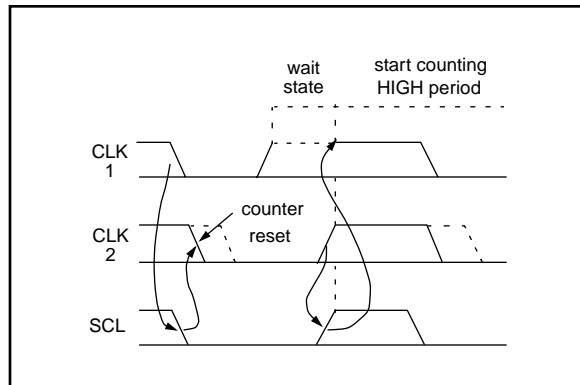 wait
state
start counting
HIGH period
CLK
1
counter
reset
CLK
2
SCL